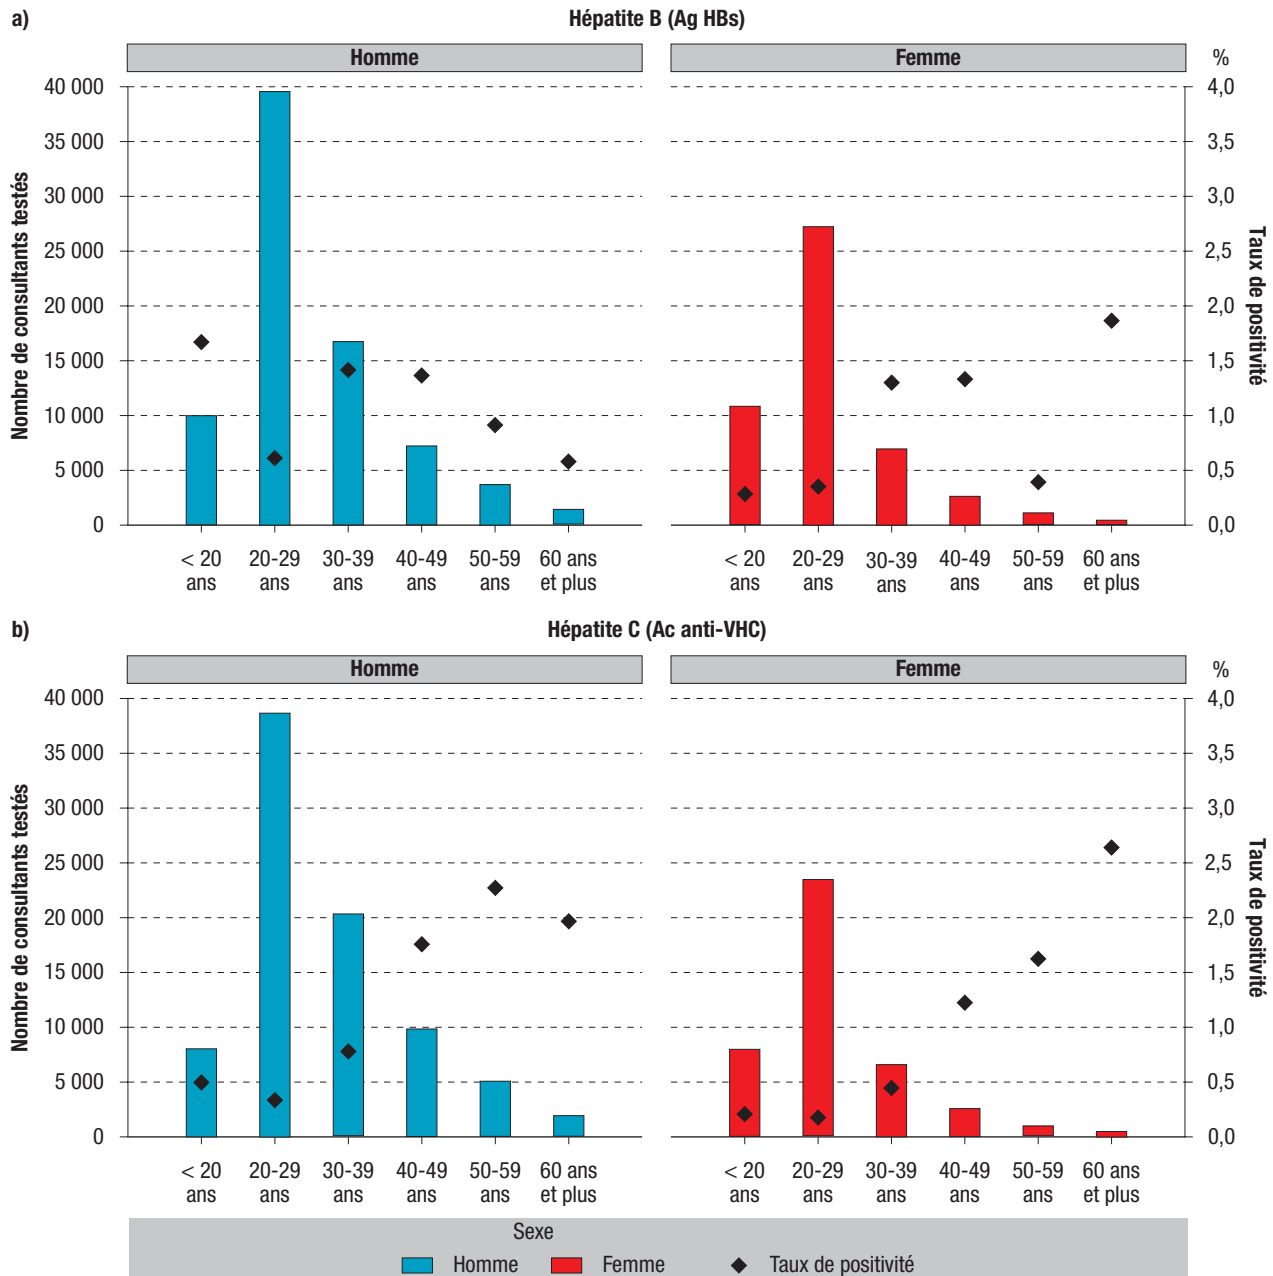 a)
Hépatite B (Ag HBs)
Homme
Femme
%
Nombre de consultants testés
40 000
35 000
30 000
25 000
20 000
15 000
10 000
5 000
0
4,0
3,5
3,0
2,5
2,0
1,5
1,0
0,5
0,0
Taux de positivité
< 20 20-29 30-39 40-49 50-59 60 ans
ans ans ans ans ans et plus
< 20 20-29 30-39 40-49 50-59 60 ans
ans ans ans ans ans et plus
b)
Hépatite C (Ac anti-VHC)
Homme
Femme
%
Nombre de consultants testés
40 000
35 000
30 000
25 000
20 000
15 000
10 000
5 000
0
4,0
3,5
3,0
2,5
2,0
1,5
1,0
0,5
0,0
Taux de positivité
< 20 20-29 30-39 40-49 50-59 60 ans
ans ans ans ans ans et plus
< 20 20-29 30-39 40-49 50-59 60 ans
ans ans ans ans ans et plus
Sexe
Homme Femme Taux de positivité